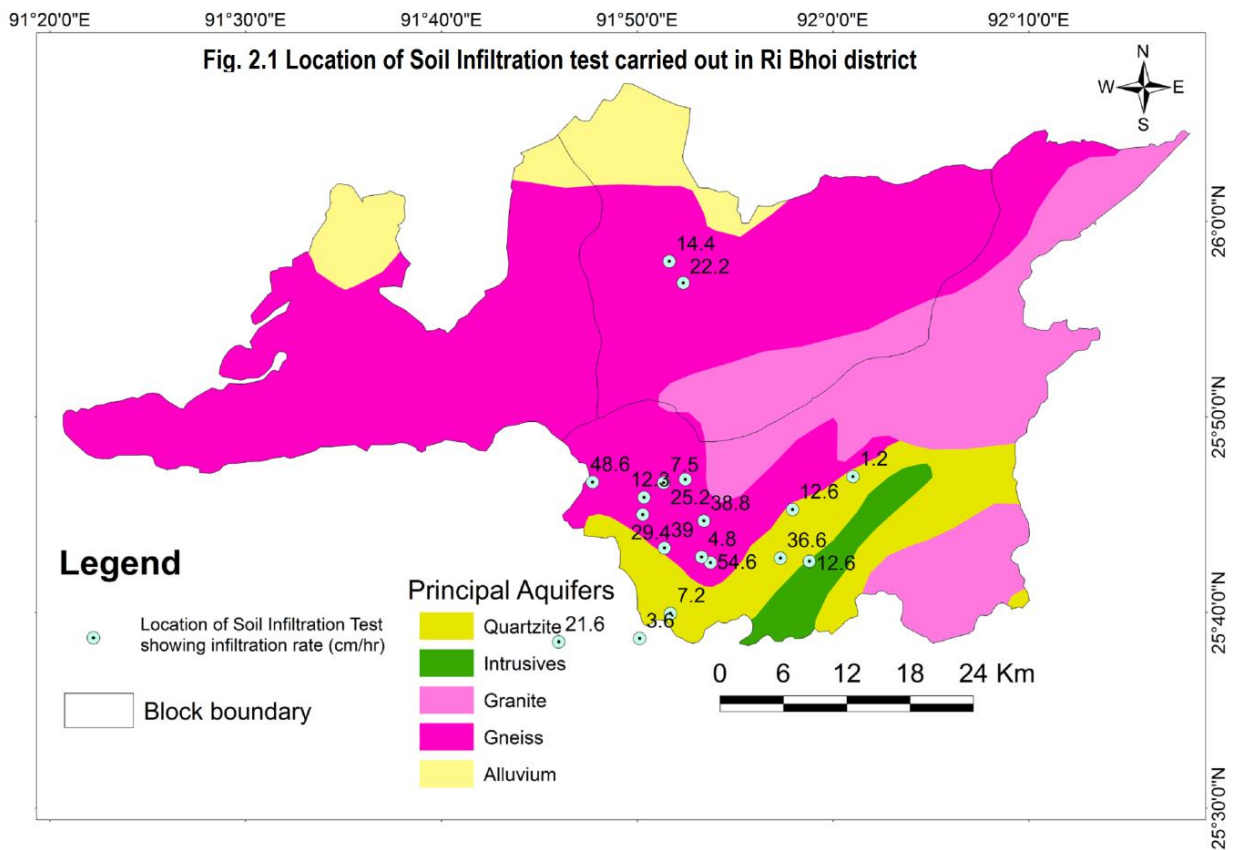 91°20'0"E 91°30'0"E 91°40'0"E 91°50'0"E 92°0'0"E 92°10'0"E
Fig. 2.1 Location of Soil Infiltration test carried out in Ri Bhoi district
N
W E
S
26°0'0"N
14.4
22.2
25°50'0"N
48.6
7.5
12.3
1.2
25.2
12.6
38.8
29.4
39
4.8
36.6
54.6
12.6
7.2
25°40'0"N
21.6
3.6
Legend
Location of Soil Infiltration Test
showing infiltration rate (cm/hr)
Block boundary
Principal Aquifers
Quartzite
Intrusives
Granite
Gneiss
Alluvium
0 6 12 18 24 Km
25°30'0"N